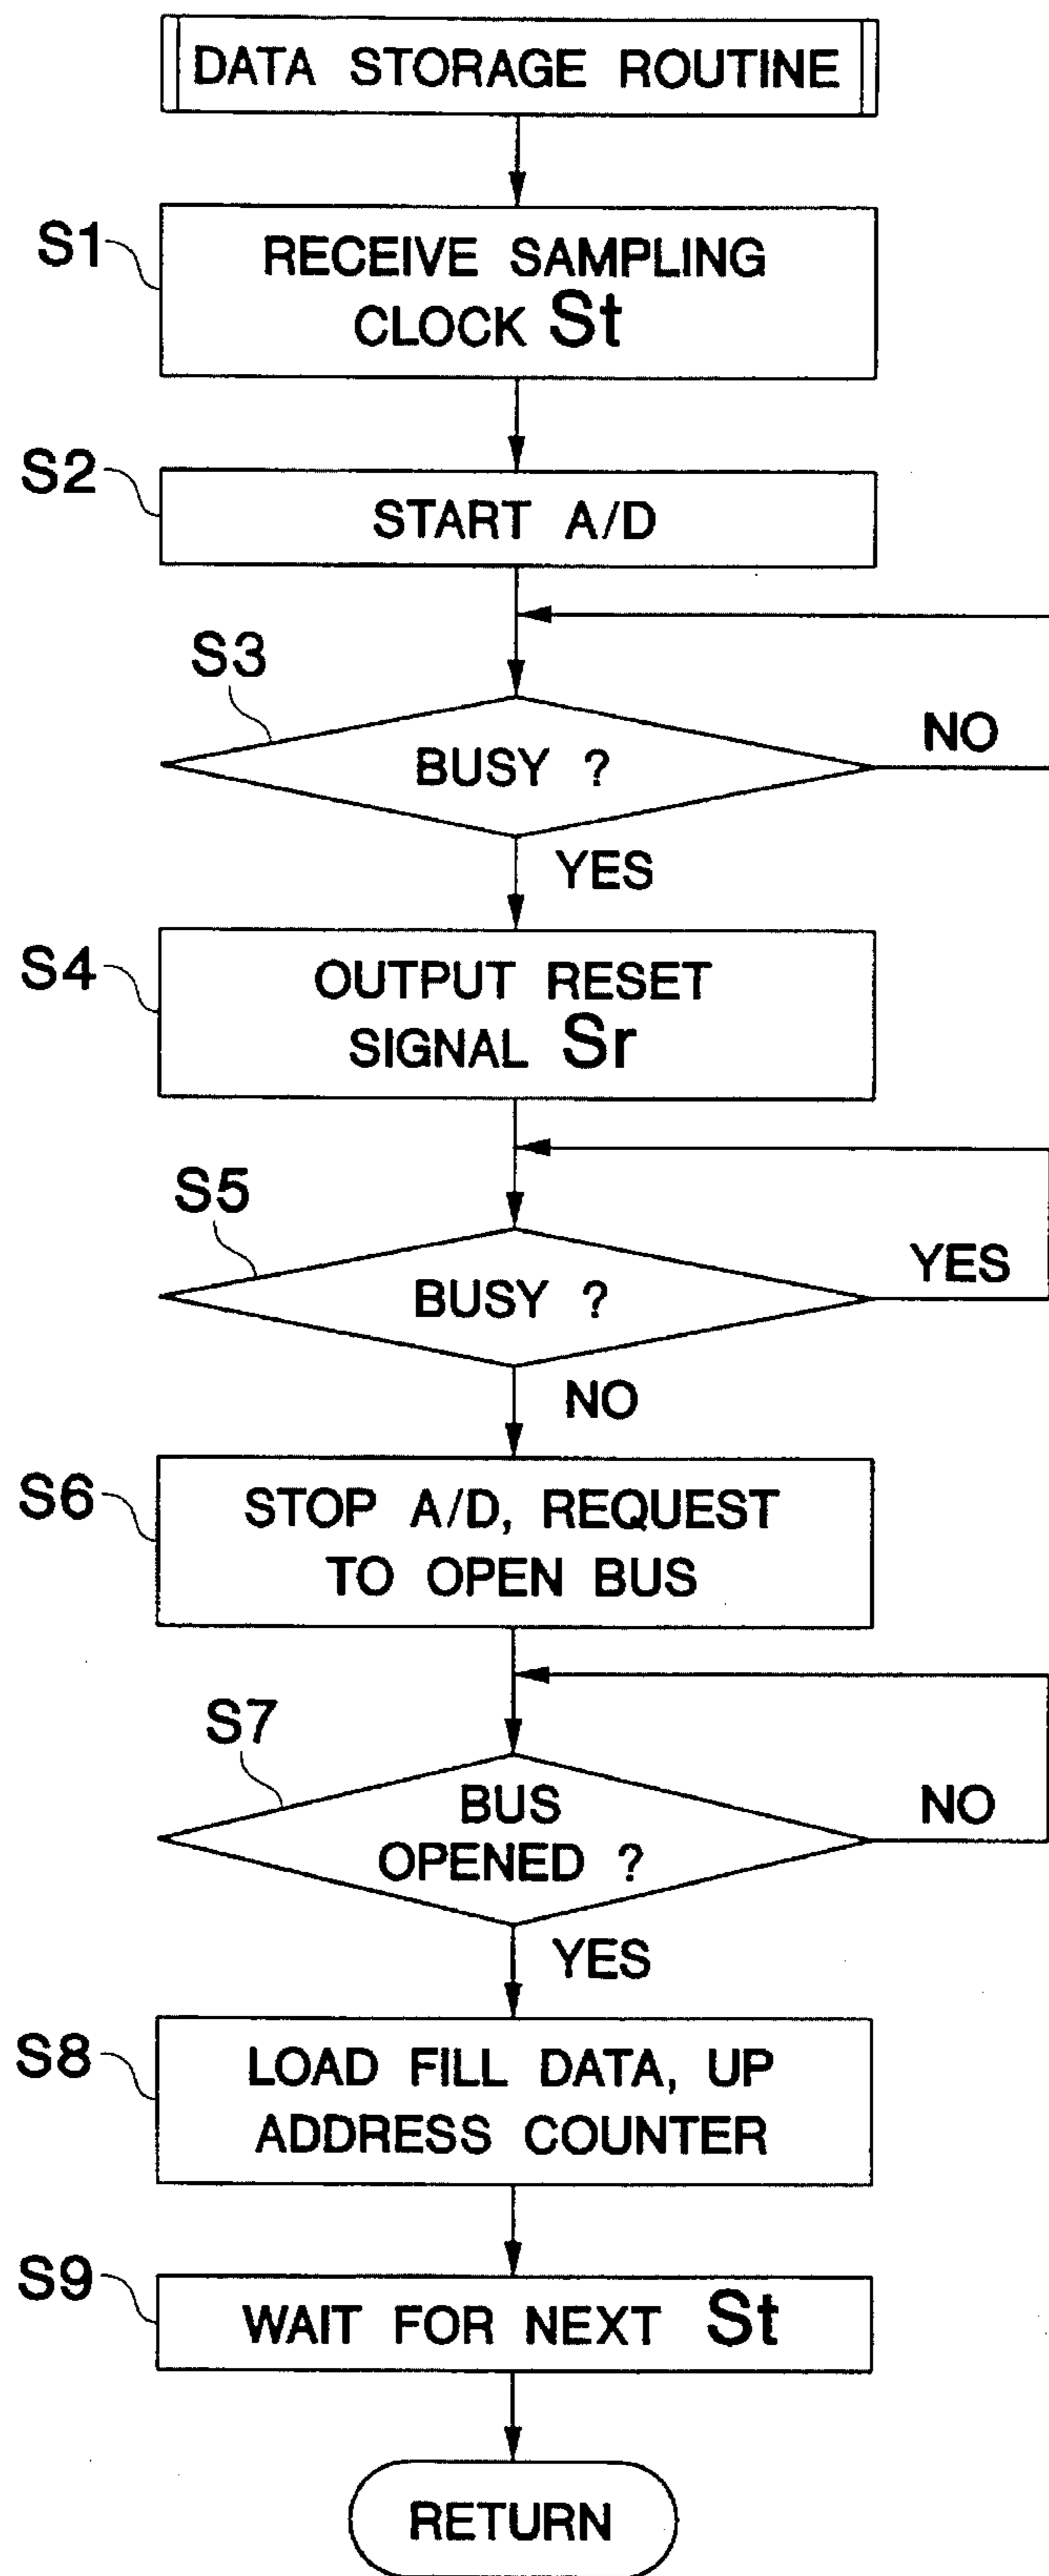 DATA STORAGE ROUTINE
S1
RECEIVE SAMPLING
CLOCK St
S2
START A/D
S3
BUSY ?
NO
YES
S4
OUTPUT RESET
SIGNAL Sr
S5
BUSY ?
YES
NO
S6
STOP A/D, REQUEST
TO OPEN BUS
S7
BUS
OPENED ?
NO
YES
S8
LOAD FILL DATA, UP
ADDRESS COUNTER
S9
WAIT FOR NEXT St
RETURN